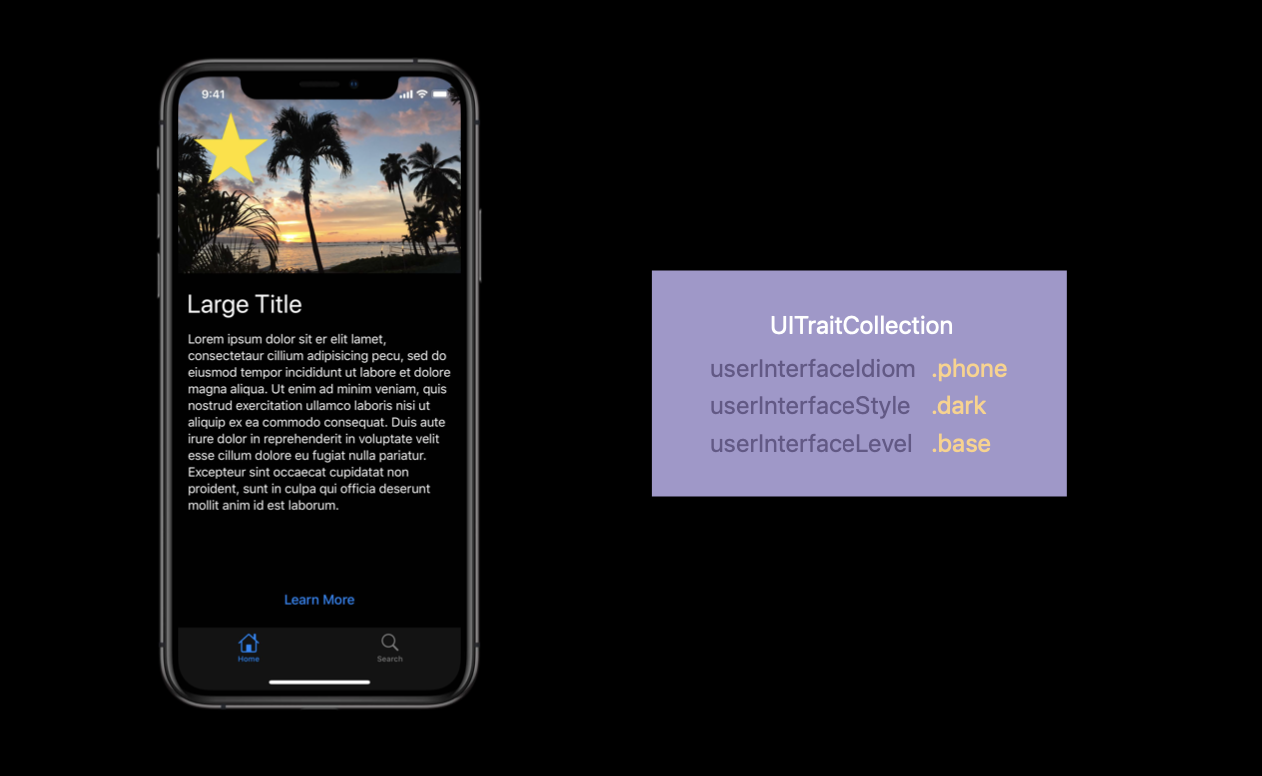 9:41
Large Title
Lorem ipsum dolor sit er elit lamet,
consectetaur cillium adipisicing pecu, sed do
eiusmod tempor incididunt ut labore et dolore
magna aliqua. Ut enim ad minim veniam, quis
nostrud exercitation ullamco laboris nisi ut
aliquip ex ea commodo consequat. Duis aute
irure dolor in reprehenderit in voluptate velit
esse cillum dolore eu fugiat nulla pariatur.
Excepteur sint occaecat cupidatat non
proident, sunt in culpa qui officia deserunt
mollit anim id est laborum.
Learn More
Home
Search
UITraitCollection
userInterfaceIdiom .phone
userInterfaceStyle .dark
userInterfaceLevel .base